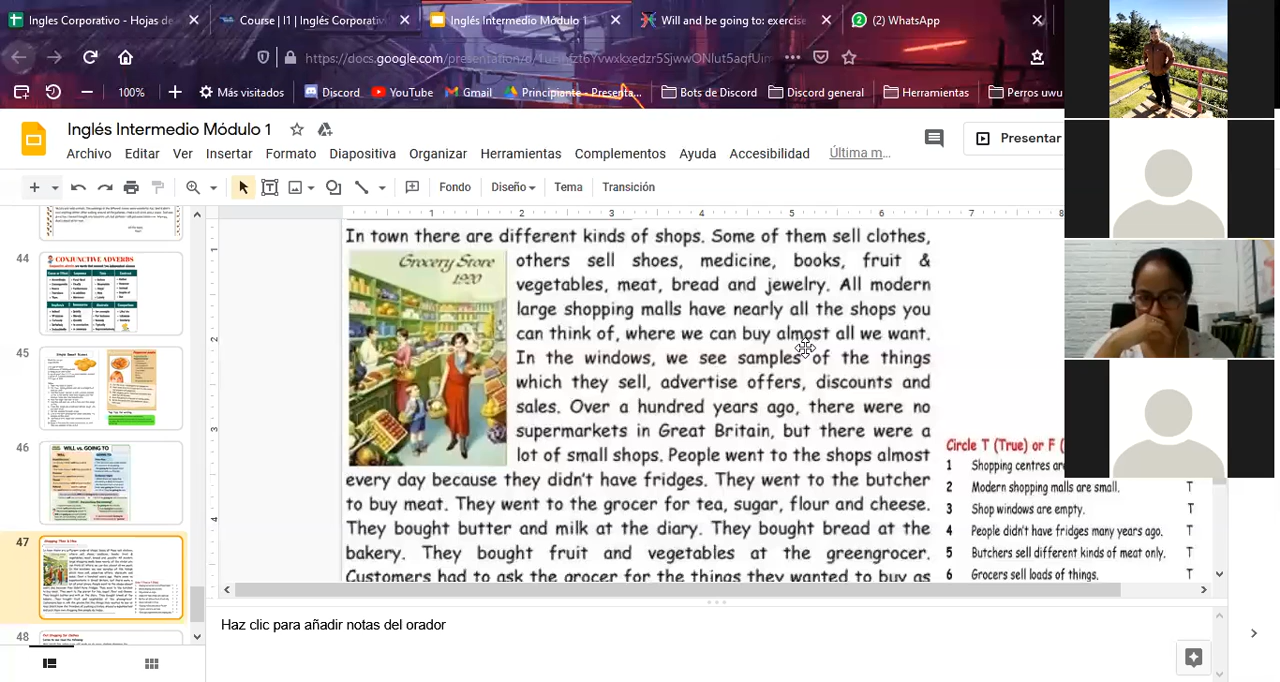 Ingles Corporativo - Hojas de
Course | I1 | Inglés Corporativ
Inglés Intermedio Módulo 1
Will and be going to: exercise
(2) WhatsApp
https://docs.google.com/presentation/d/
100%
Más visitados
Discord
YouTube
Gmail
Principiante - Presenta...
Bots de Discord
Discord general
Herramientas
Perros uwu
Inglés Intermedio Módulo 1
Presentar
Archivo Editar Ver Insertar Formato Diapositiva Organizar Herramientas Complementos Ayuda Accesibilidad Última m...
Fondo Diseño Tema Transición
1 2 3 4 5 6 7 8
1
2
3
4
44
CONJUNCTIVE ADVERBS
45
46
WILL vs. GOING TO
47
48
In town there are different kinds of shops. Some of them sell clothes,
Grocery Store
1920
others sell shoes, medicine, books, fruit &
vegetables, meat, bread and jewelry. All modern
large shopping malls have nearly all the shops you
can think of, where we can buy almost all we want.
In the windows, we see samples of the things
which they sell, advertise offers, discounts and
sales. Over a hundred years ago, there were no
supermarkets in Great Britain, but there were a
lot of small shops. People went to the shops almost
every day because they didn't have fridges. They went to the butcher
to buy meat. They went to the grocer for tea, sugar, flour and cheese.
They bought butter and milk at the diary. They bought bread at the
bakery. They bought fruit and vegetables at the greengrocer.
Customers had to ask the grocer for the things they wanted to buy as
Circle T (True) or F (
1 Shopping centres are
2 Modern shopping malls are small. T
3 Shop windows are empty. T
4 People didn't have fridges many years ago. T
5 Butchers sell different kinds of meat only. T
6 Grocers sell loads of things. T
Haz clic para añadir notas del orador